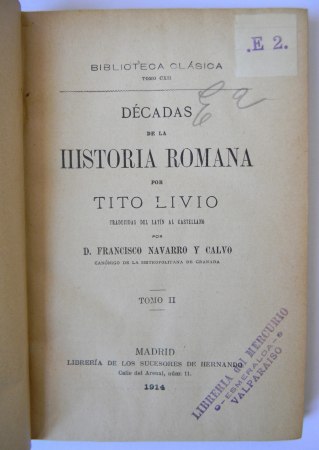 .E 2.
BIBLIOTECA CLÁSICA
TOMO CXII
DÉCADAS
DE LA
HISTORIA ROMANA
POR
TITO LIVIO
TRADUCIDAS DEL LATÍN AL CASTELLANO
POR
D. FRANCISCO NAVARRO Y CALVO
CANÓNIGO DE LA METROPOLITANA DE GRANADA
TOMO II
MADRID
LIBRERÍA DE LOS SUCESORES DE HERNANDO
Calle del Arenal, núm. 11.
1914
LIBRERIA del MERCURIO
ESMERALDA
VALPARAISO